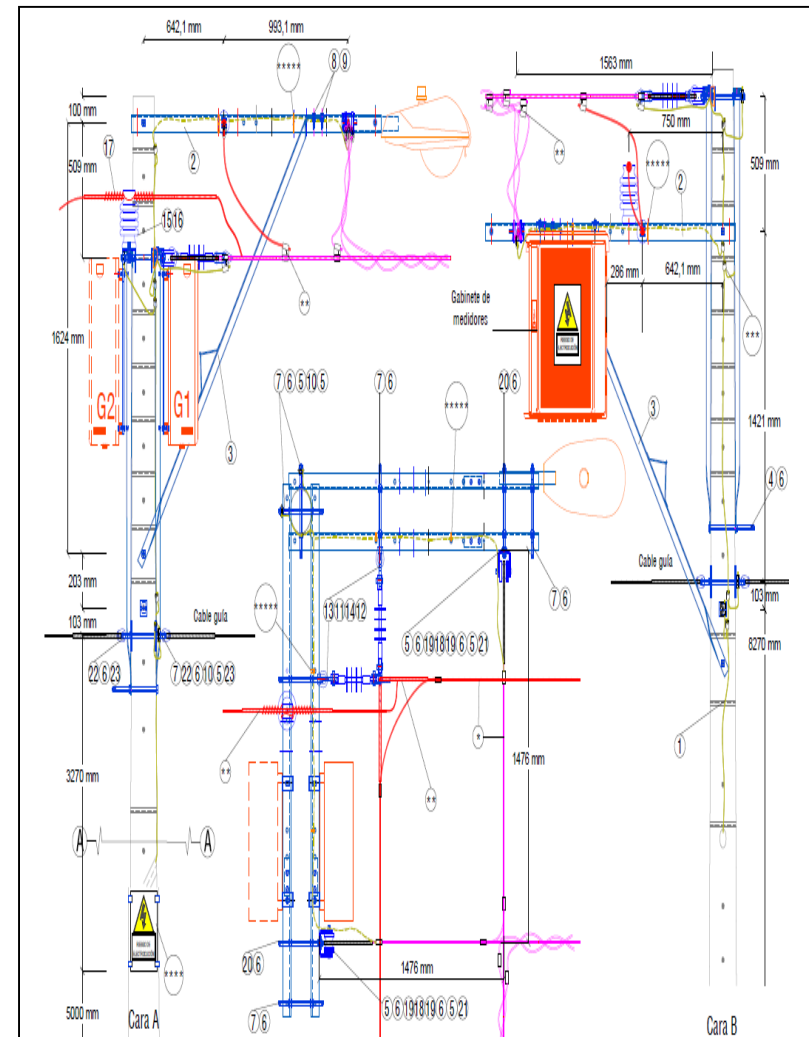 642,1 mm
993,1 mm
*****
8 9
1563 mm
100 mm
750 mm
**
*****
509 mm
2
17
509 mm
2
1516
**
286 mm
642,1 mm
***
Gabinete de
medidores
1624 mm
G2
G1
3
3
1421 mm
7 6 5 10 5
7 6
*****
20 6
4 6
203 mm
Cable guía
Cable guía
103 mm
103 mm
7 6
*****
13 11 14 12
5 6 19 18 19 6 5 21
22 6 23
7 22 6 10 5 23
8270 mm
*
1
**
**
1476 mm
3270 mm
A
A
****
20 6
1476 mm
7 6
5 6 19 18 19 6 5 21
5000 mm
Cara A
Cara B